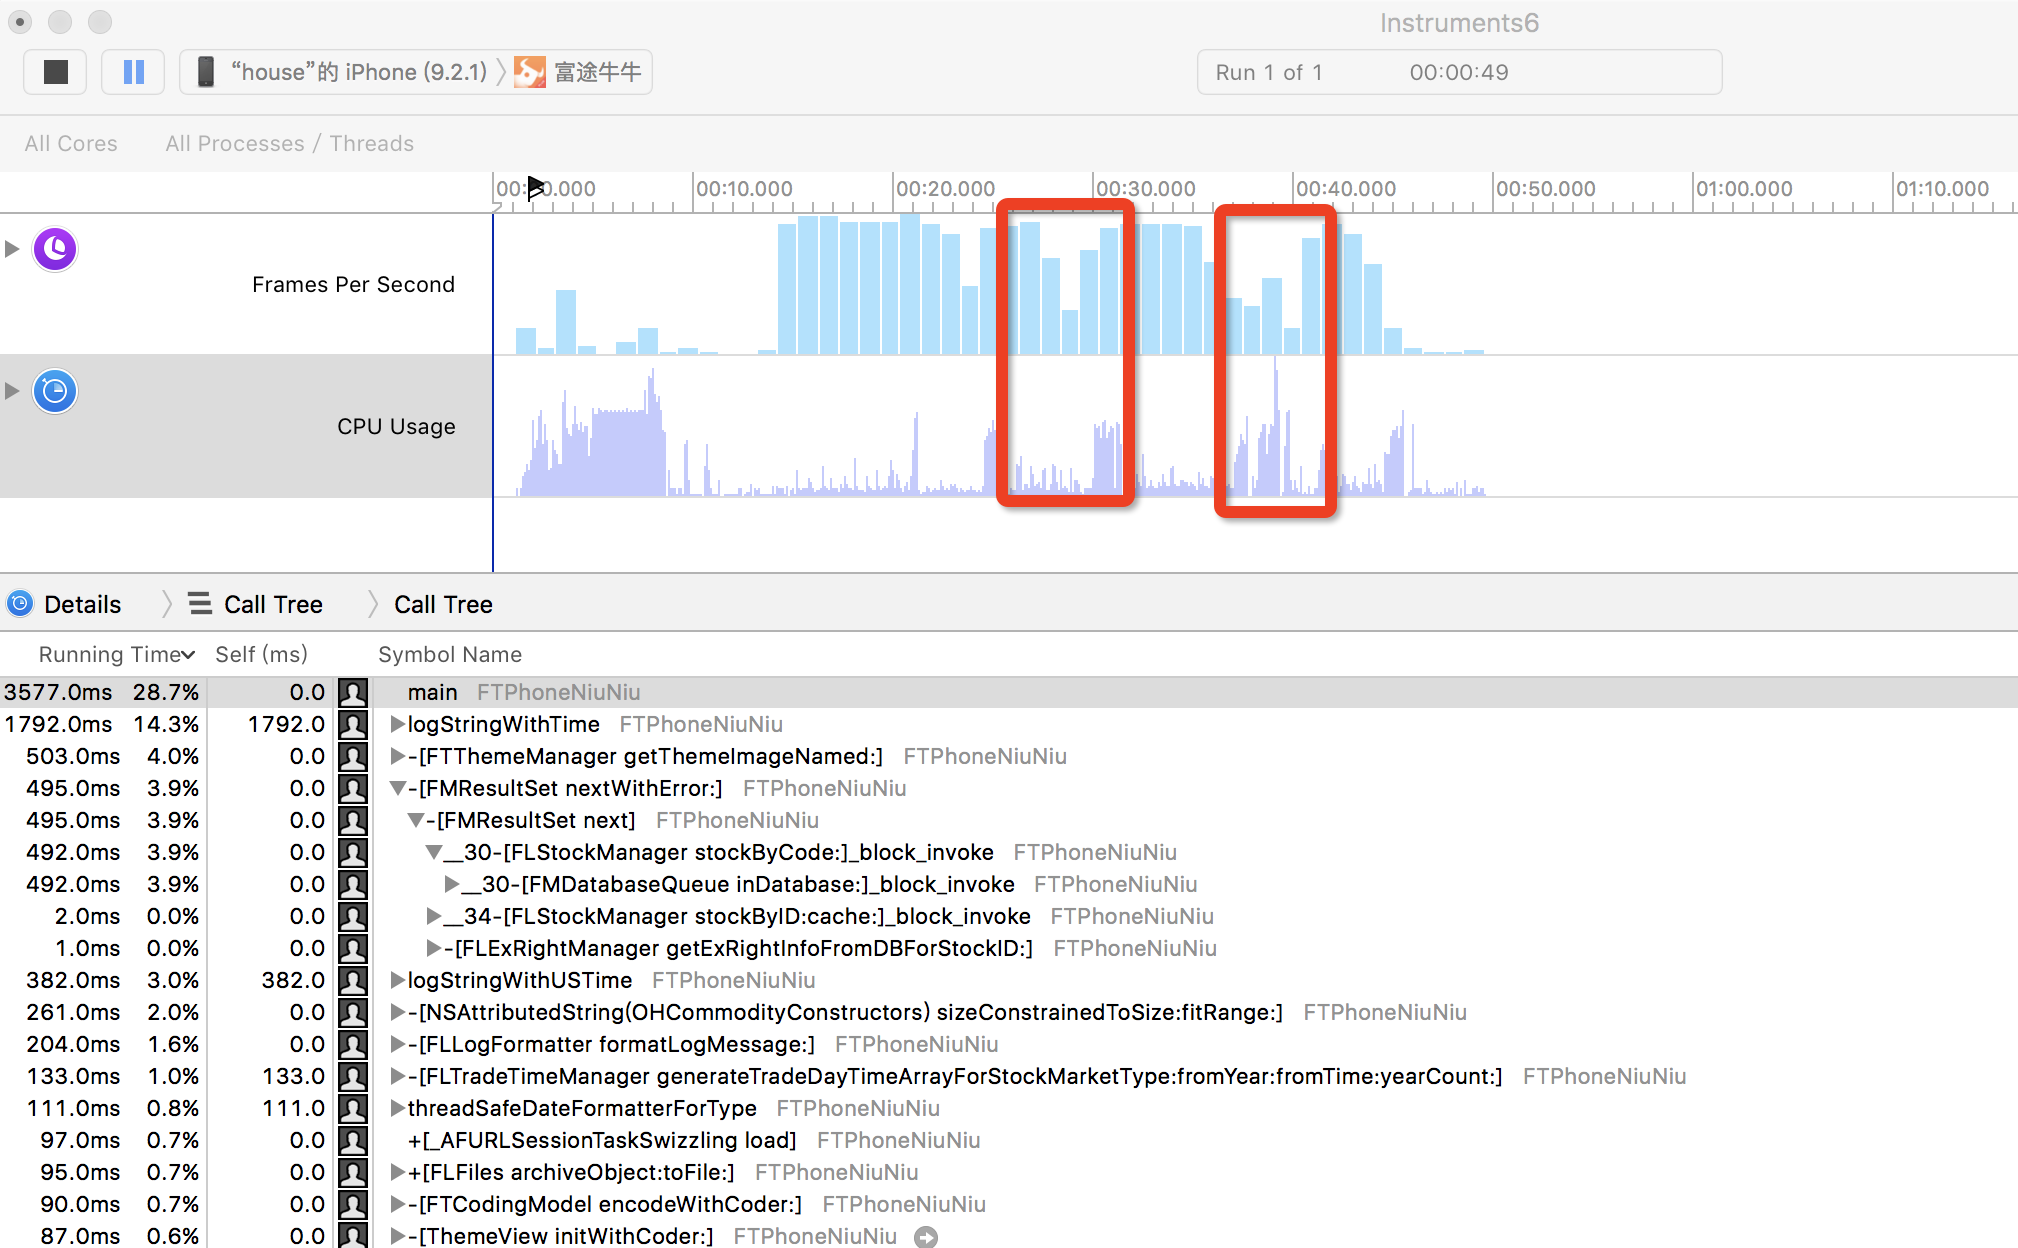 Instruments6
“house”的 iPhone (9.2.1) 富途牛牛
Run 1 of 1 00:00:49
All Cores All Processes / Threads
00:10.000 00:20.000 00:30.000 00:40.000 00:50.000 01:00.000 01:10.000
Frames Per Second
CPU Usage
Details Call Tree Call Tree
Running Time Self (ms) Symbol Name
3577.0ms 28.7% 0.0 main FTPhoneNiuNiu
1792.0ms 14.3% 1792.0 logStringWithTime FTPhoneNiuNiu
503.0ms 4.0% 0.0 -[FTThemeManager getThemeImageNamed:] FTPhoneNiuNiu
495.0ms 3.9% 0.0 -[FMResultSet nextWithError:] FTPhoneNiuNiu
495.0ms 3.9% 0.0 -[FMResultSet next] FTPhoneNiuNiu
492.0ms 3.9% 0.0 __30-[FLStockManager stockByCode:]_block_invoke FTPhoneNiuNiu
492.0ms 3.9% 0.0 __30-[FMDatabaseQueue inDatabase:]_block_invoke FTPhoneNiuNiu
2.0ms 0.0% 0.0 __34-[FLStockManager stockByID:cache:]_block_invoke FTPhoneNiuNiu
1.0ms 0.0% 0.0 -[FLExRightManager getExRightInfoFromDBForStockID:] FTPhoneNiuNiu
382.0ms 3.0% 382.0 logStringWithUSTime FTPhoneNiuNiu
261.0ms 2.0% 0.0 -[NSAttributedString(OHCommodityConstructors) sizeConstrainedToSize:fitRange:] FTPhoneNiuNiu
204.0ms 1.6% 0.0 -[FLLogFormatter formatLogMessage:] FTPhoneNiuNiu
133.0ms 1.0% 133.0 -[FLTradeTimeManager generateTradeDayTimeArrayForStockMarketType:fromYear:fromTime:yearCount:] FTPhoneNiuNiu
111.0ms 0.8% 111.0 threadSafeDateFormatterForType FTPhoneNiuNiu
97.0ms 0.7% 0.0 +[_AFURLSessionTaskSwizzling load] FTPhoneNiuNiu
95.0ms 0.7% 0.0 +[FLFiles archiveObject:toFile:] FTPhoneNiuNiu
90.0ms 0.7% 0.0 -[FTCodingModel encodeWithCoder:] FTPhoneNiuNiu
87.0ms 0.6% 0.0 -[ThemeView initWithCoder:] FTPhoneNiuNiu